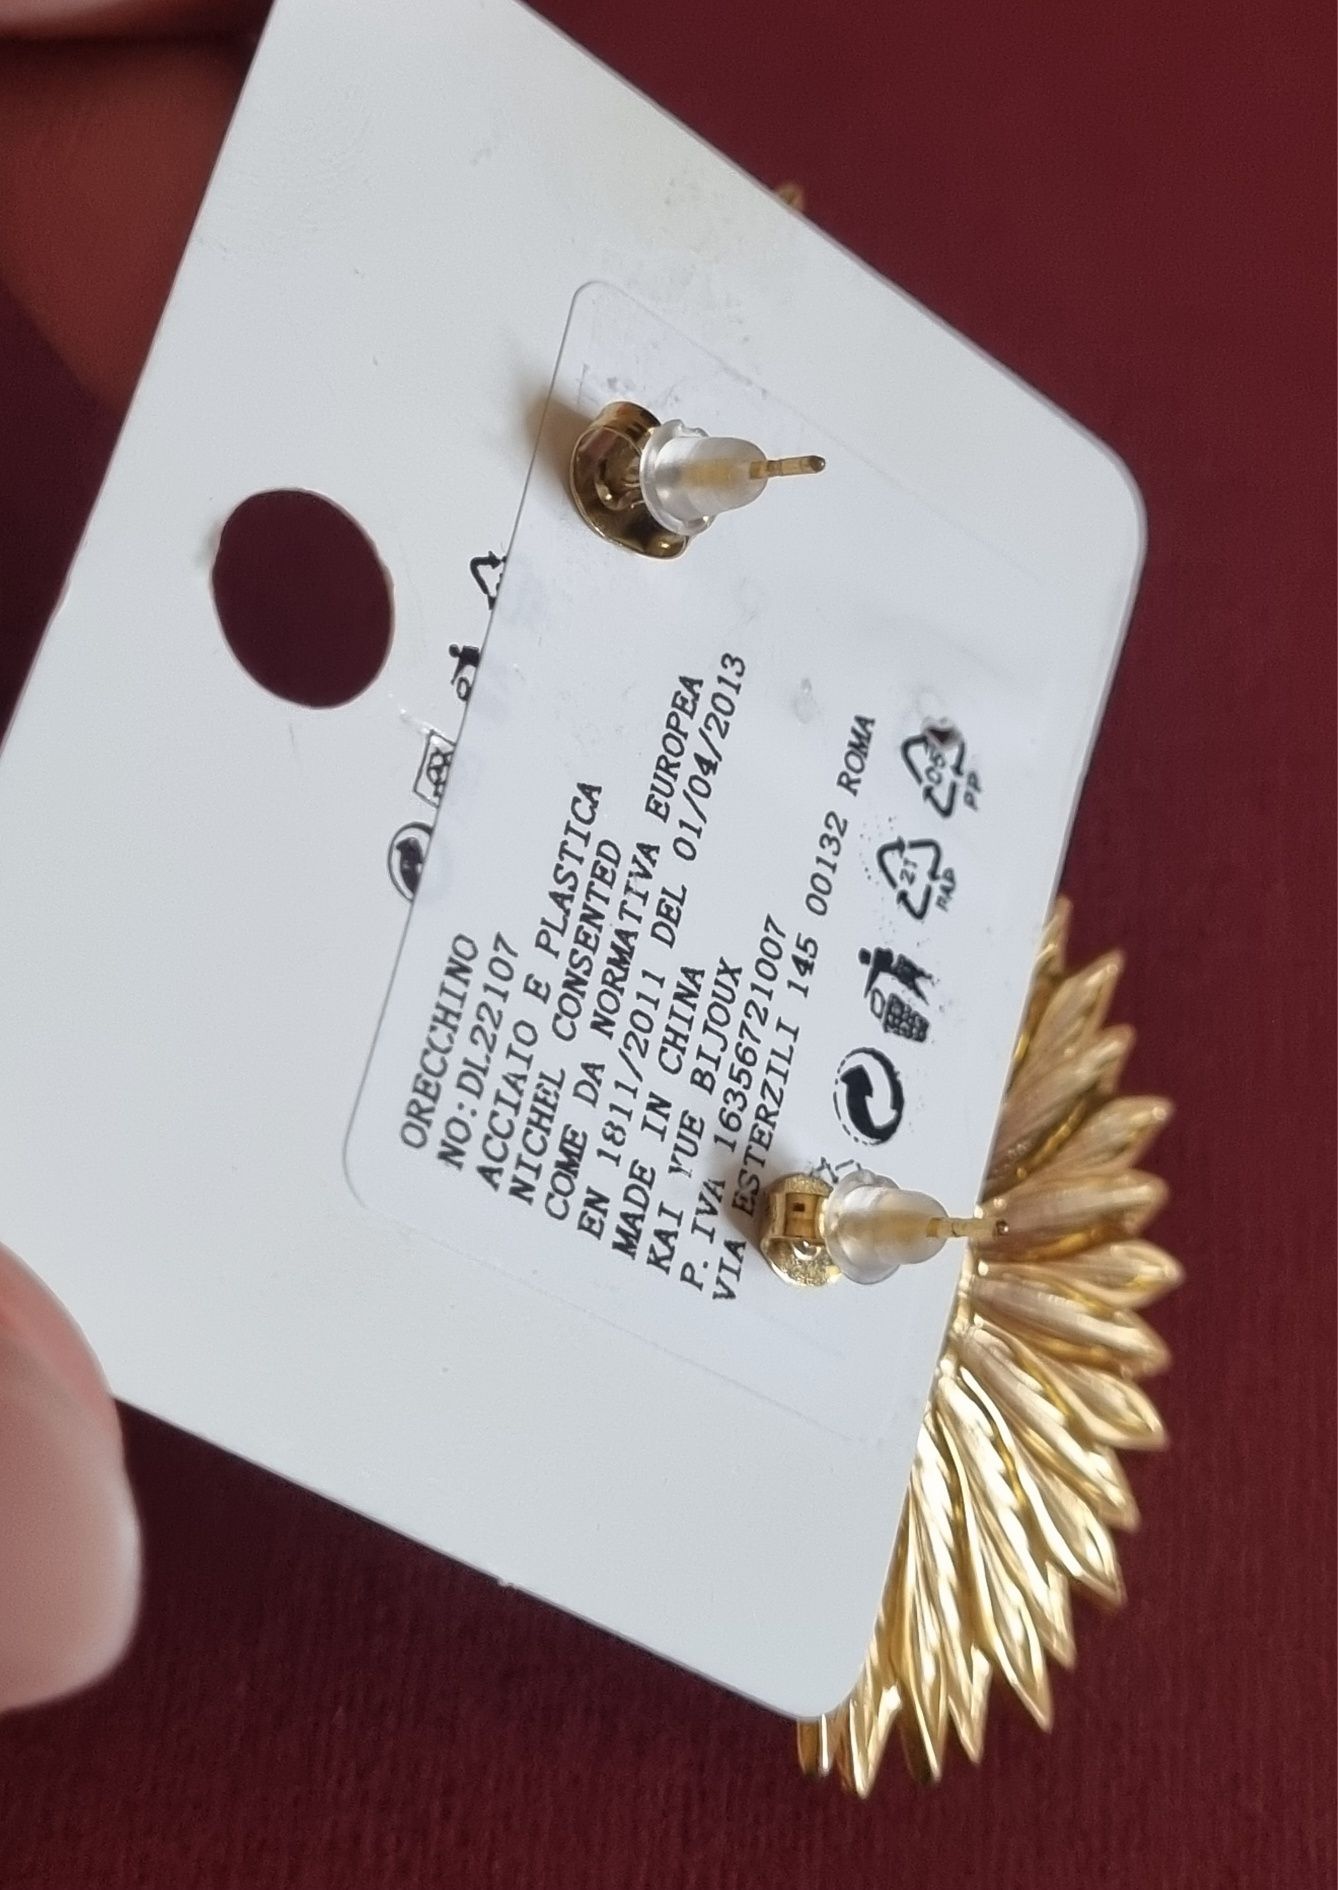 ORECCHINO
NO:DL22107
ACCIAIO E PLASTICA
NICHEL CONSENTED
COME DA NORMATIVA EUROPEA
EN 1811/2011 DEL 01/04/2013
MADE IN CHINA
KAI YUE BIJOUX
P. IVA 16356721007
VIA ESTERZILI 145 00132 ROMA
21
PAP
05
PP